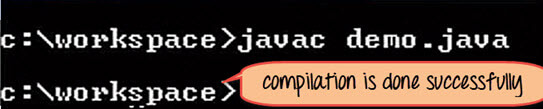 c:\workspace>javac demo.java
c:\workspace>
compilation is done successfully